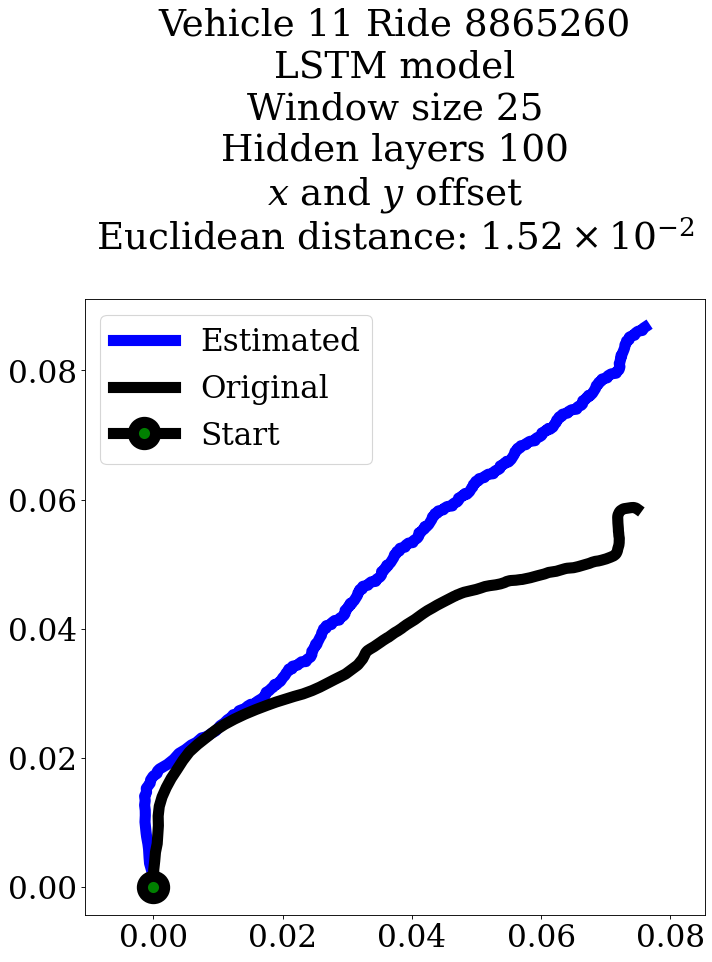 Vehicle 11 Ride 8865260
LSTM model
Window size 25
Hidden layers 100
x and y offset
Euclidean distance: 1.52 × 10⁻²
Estimated
Original
Start
0.08
0.06
0.04
0.02
0.00
0.00 0.02 0.04 0.06 0.08